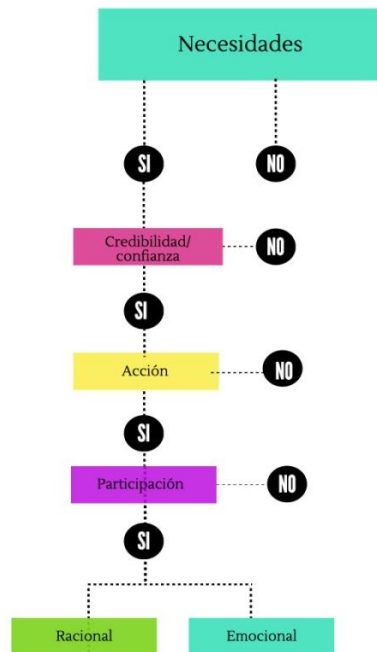 Necesidades
SI
NO
Credibilidad/
confianza
NO
SI
Acción
NO
SI
Participación
NO
SI
Racional
Emocional